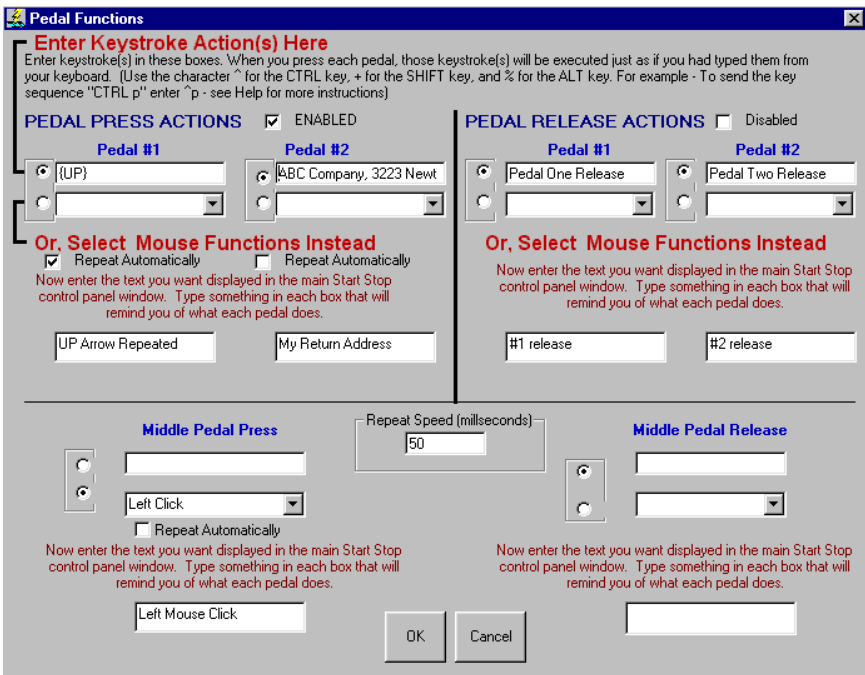 Pedal Functions
Enter Keystroke Action(s) Here
Enter keystroke(s) in these boxes. When you press each pedal, those keystroke(s) will be executed just as if you had typed them from
your keyboard. (Use the character ^ for the CTRL key, + for the SHIFT key, and % for the ALT key. For example - To send the key
sequence "CTRL p" enter ^p - see Help for more instructions)
PEDAL PRESS ACTIONS ENABLED
Pedal #1 Pedal #2
{UP} ABC Company, 3223 Newt
Or, Select Mouse Functions Instead
Repeat Automatically Repeat Automatically
Now enter the text you want displayed in the main Start Stop
control panel window. Type something in each box that will
remind you of what each pedal does.
UP Arrow Repeated My Return Address
PEDAL RELEASE ACTIONS Disabled
Pedal #1 Pedal #2
Pedal One Release Pedal Two Release
Or, Select Mouse Functions Instead
Now enter the text you want displayed in the main Start Stop
control panel window. Type something in each box that will
remind you of what each pedal does.
#1 release #2 release
Middle Pedal Press
Left Click
Repeat Automatically
Now enter the text you want displayed in the main Start Stop
control panel window. Type something in each box that will
remind you of what each pedal does.
Left Mouse Click
Repeat Speed (millseconds)
50
Middle Pedal Release
Now enter the text you want displayed in the main Start Stop
control panel window. Type something in each box that will
remind you of what each pedal does.
OK Cancel